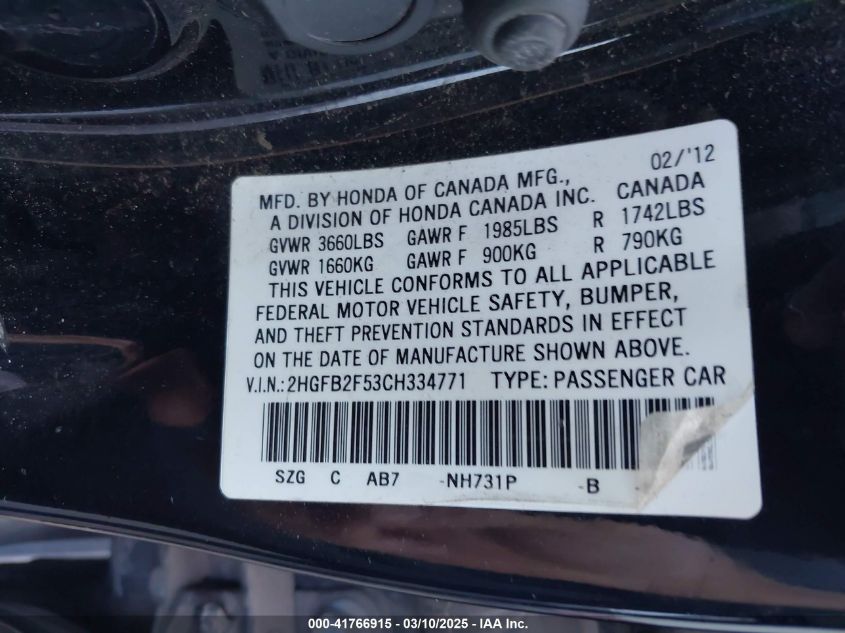 02/'12
MFD. BY HONDA OF CANADA MFG.,
A DIVISION OF HONDA CANADA INC. CANADA
GVWR 3660LBS GAWR F 1985LBS R 1742LBS
GVWR 1660KG GAWR F 900KG R 790KG
THIS VEHICLE CONFORMS TO ALL APPLICABLE
FEDERAL MOTOR VEHICLE SAFETY, BUMPER,
AND THEFT PREVENTION STANDARDS IN EFFECT
ON THE DATE OF MANUFACTURE SHOWN ABOVE.
V.I.N.:2HGFB2F53CH334771 TYPE:PASSENGER CAR
SZG C AB7 -NH731P -B
000-41766915 - 03/10/2025 - IAA Inc.